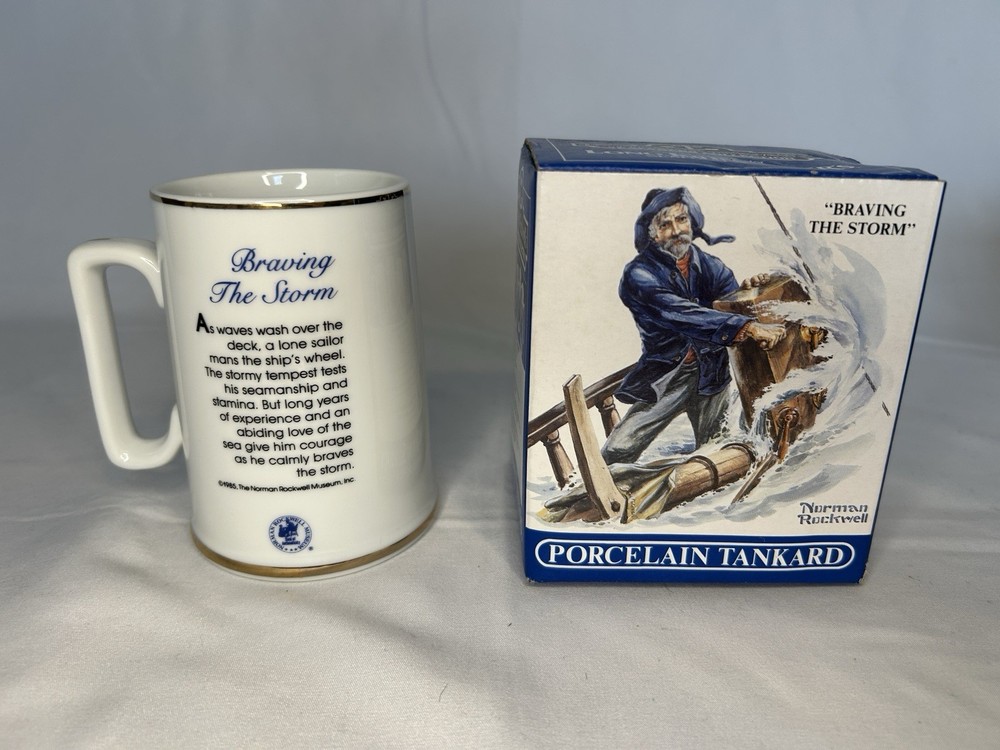 Braving
The Storm
As waves wash over the
deck, a lone sailor
mans the ship's wheel.
The stormy tempest tests
his seamanship and
stamina. But long years
of experience and an
abiding love of the
sea give him courage
as he calmly braves
the storm.
©1985, The Norman Rockwell Museum, Inc.
NORMAN ROCKWELL MUSEUM
®
"BRAVING
THE STORM"
Norman
Rockwell
PORCELAIN TANKARD